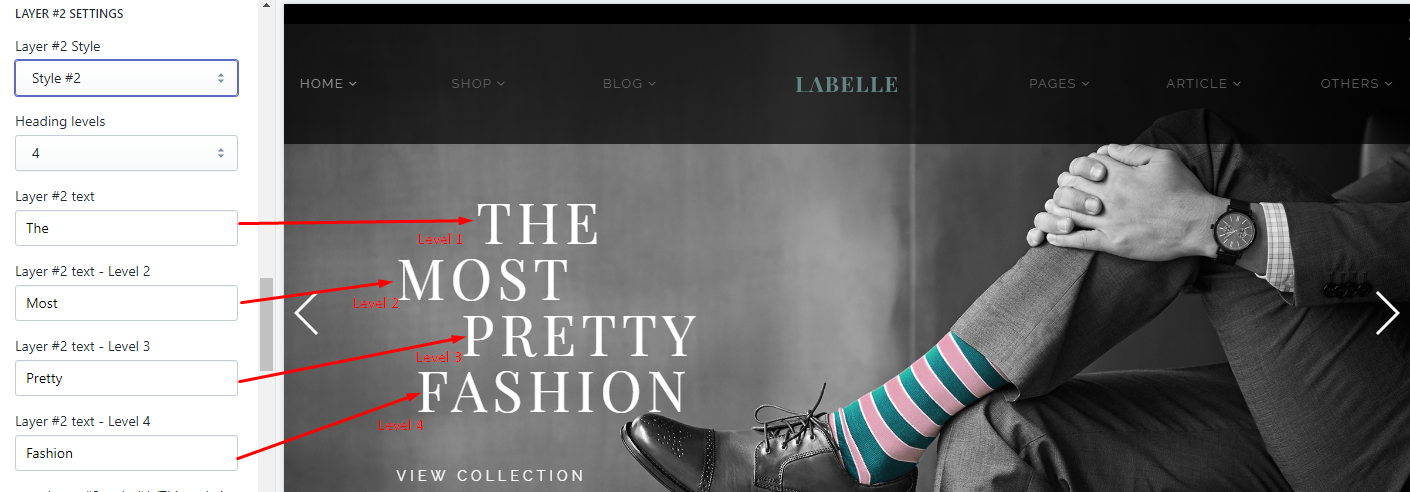 LAYER #2 SETTINGS
Layer #2 Style
Style #2
Heading levels
4
Layer #2 text
The
Layer #2 text - Level 2
Most
Layer #2 text - Level 3
Pretty
Layer #2 text - Level 4
Fashion
HOME SHOP BLOG LABELLE PAGES ARTICLE OTHERS
THE
Level 1
MOST
Level 2
PRETTY
Level 3
FASHION
Level 4
VIEW COLLECTION